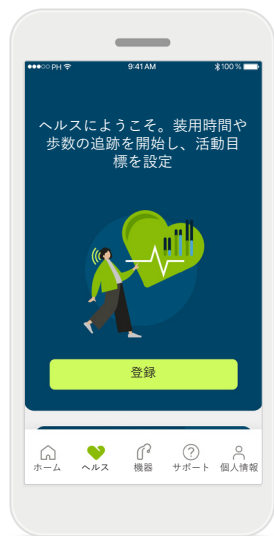 PH 9:41 AM 100 %
ヘルスにようこそ。装用時間や
歩数の追跡を開始し、活動目
標を設定
登録
ホーム ヘルス 機器 サポート 個人情報